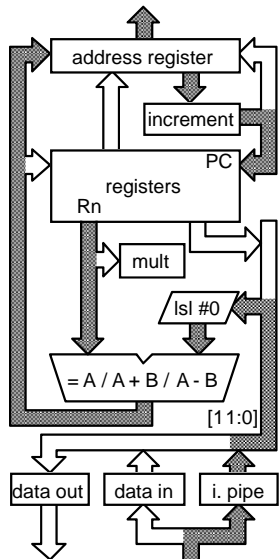 address register
increment
PC
registers
Rn
mult
lsl #0
= A / A + B / A - B
[11:0]
data out
data in
i. pipe